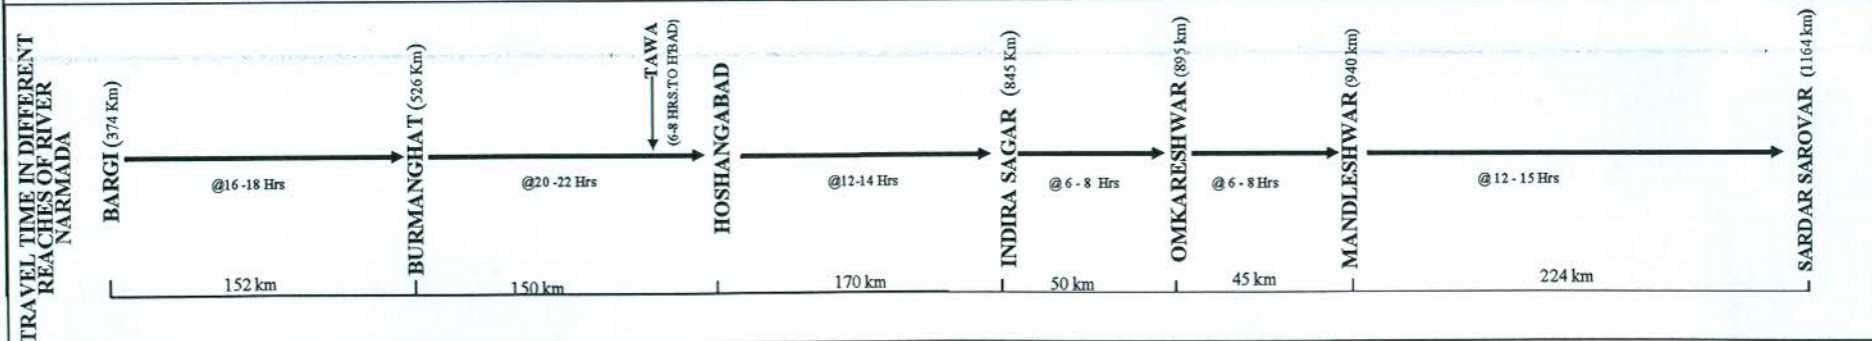 TRAVEL TIME IN DIFFERENT
REACHES OF RIVER
NARMADA
BARGI (374 Km)
@16-18 Hrs
BURMANGHAT (526 Km)
@20-22 Hrs
TAWA
(6-8 HRS.TO H'BAD)
HOSHANGABAD
@12-14 Hrs
INDIRA SAGAR (845 Km)
@ 6 - 8 Hrs
OMKARESHWAR (895 km)
@ 6 - 8 Hrs
MANDLESHWAR (940 km)
@ 12 - 15 Hrs
SARDAR SAROVAR (1164 km)
152 km
150 km
170 km
50 km
45 km
224 km